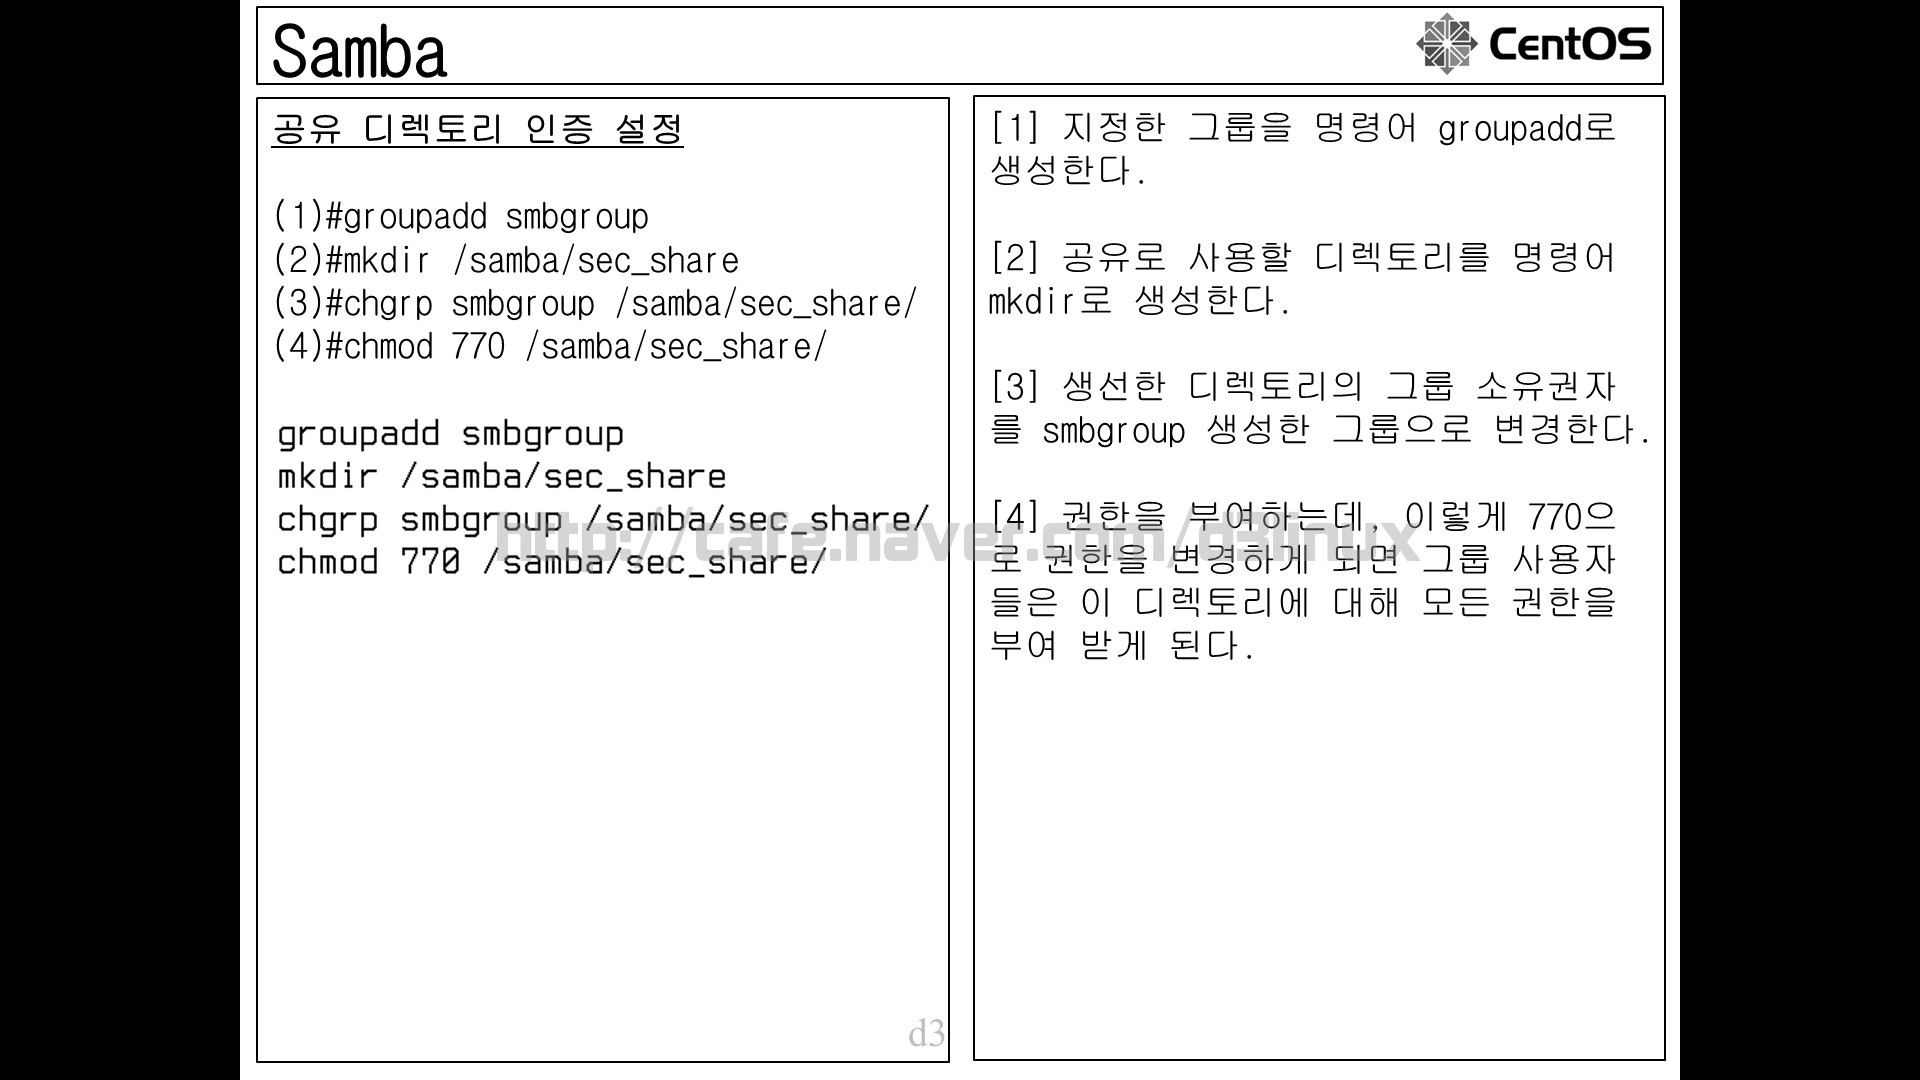 Samba
CentOS
공유 디렉토리 인증 설정
(1)#groupadd smbgroup
(2)#mkdir /samba/sec_share
(3)#chgrp smbgroup /samba/sec_share/
(4)#chmod 770 /samba/sec_share/
groupadd smbgroup
mkdir /samba/sec_share
chgrp smbgroup /samba/sec_share/
chmod 770 /samba/sec_share/
[1] 지정한 그룹을 명령어 groupadd로
생성한다.
[2] 공유로 사용할 디렉토리를 명령어
mkdir로 생성한다.
[3] 생선한 디렉토리의 그룹 소유권자
를 smbgroup 생성한 그룹으로 변경한다.
[4] 권한을 부여하는데, 이렇게 770으
로 권한을 변경하게 되면 그룹 사용자
들은 이 디렉토리에 대해 모든 권한을
부여 받게 된다.
http://cafe.naver.com/d3linux
d3